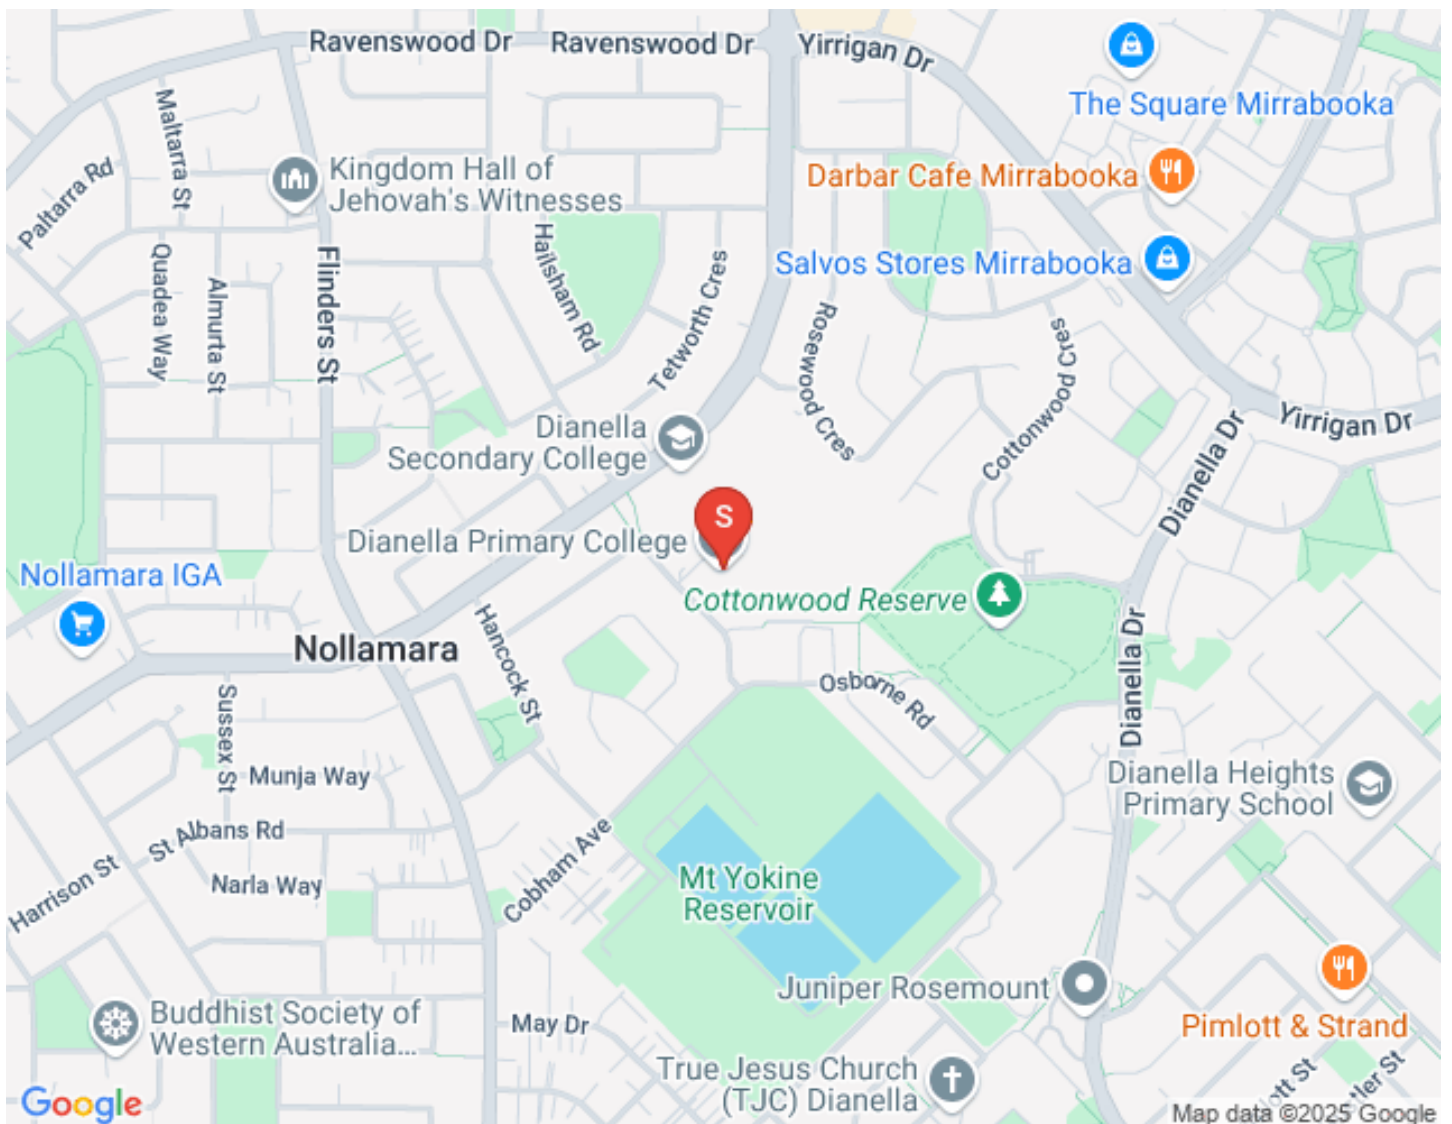 Ravenswood Dr
Ravenswood Dr
Yirrigan Dr
The Square Mirrabooka
Maltarra St
Paltarra Rd
Kingdom Hall of
Jehovah's Witnesses
Darbar Cafe Mirrabooka
Salvos Stores Mirrabooka
Quadea Way
Almurta St
Flinders St
Hailsham Rd
Tetworth Cres
Rosewood Cres
Cottonwood Cres
Yirrigan Dr
Dianella Dr
Dianella
Secondary College
S
Dianella Primary College
Nollamara IGA
Cottonwood Reserve
Nollamara
Hancock St
Dianella Dr
Osborne Rd
Sussex St
Munja Way
Dianella Heights
Primary School
St Albans Rd
Harrison St
Narla Way
Cobham Ave
Mt Yokine
Reservoir
Juniper Rosemount
Pimlott & Strand
Buddhist Society of
Western Australia...
May Dr
True Jesus Church
(TJC) Dianella
lott St
tler St
Google
Map data ©2025 Google